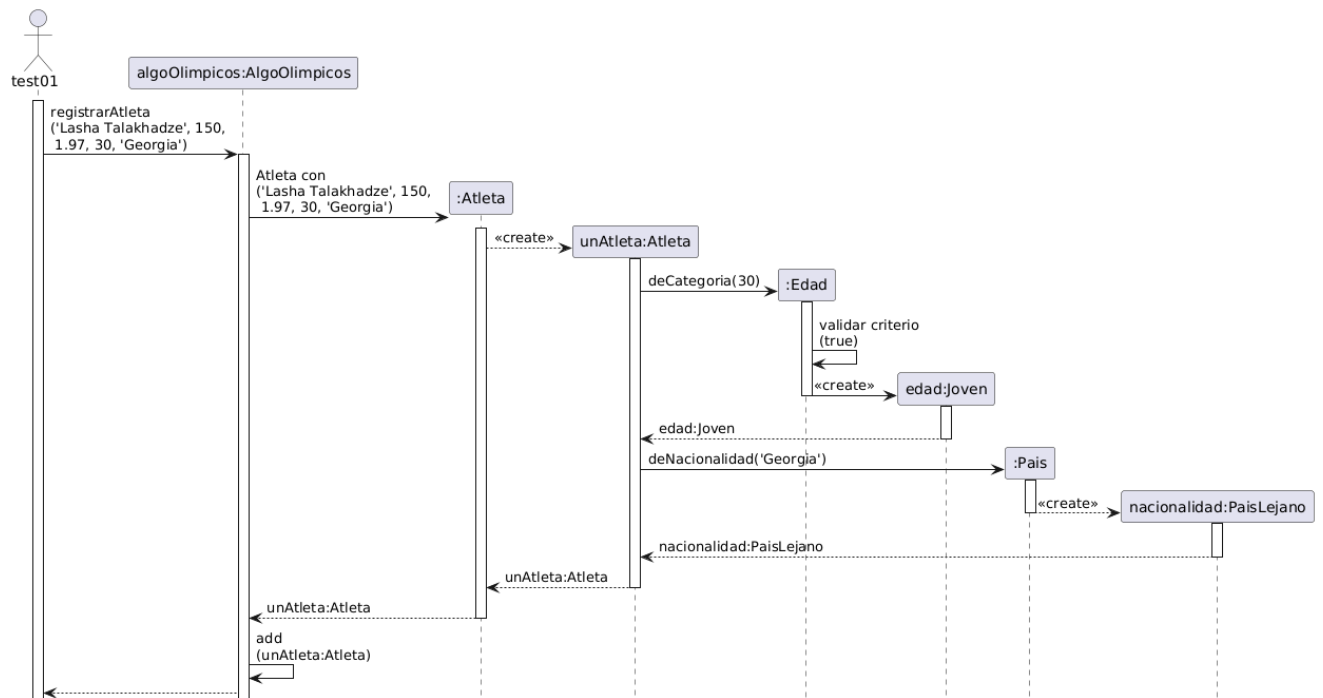 test01
algoOlimpicos:AlgoOlimpicos
registrarAtleta
('Lasha Talakhadze', 150,
1.97, 30, 'Georgia')
Atleta con
('Lasha Talakhadze', 150,
1.97, 30, 'Georgia')
:Atleta
«create»
unAtleta:Atleta
deCategoria(30)
:Edad
validar criterio
(true)
«create»
edad:Joven
edad:Joven
deNacionalidad('Georgia')
:Pais
«create»
nacionalidad:PaisLejano
nacionalidad:PaisLejano
unAtleta:Atleta
unAtleta:Atleta
add
(unAtleta:Atleta)